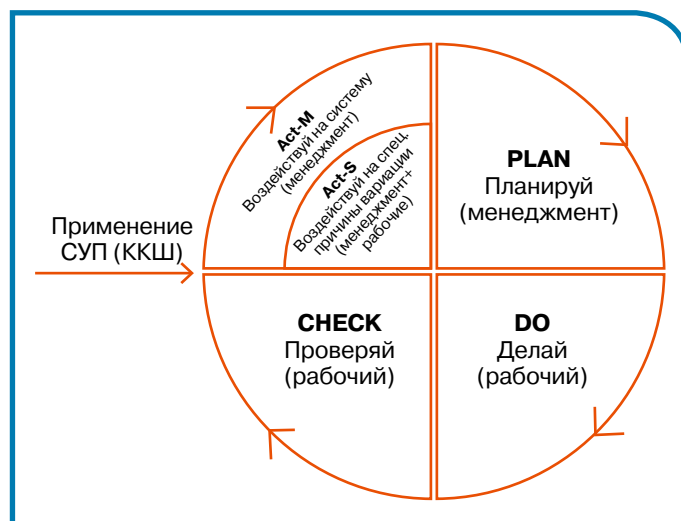 Act-M
Воздействуй на систему
(менеджмент)
Act-S
Воздействуй на спец.
причины вариации
(менеджмент+
рабочие)
PLAN
Планируй
(менеджмент)
Применение
СУП (ККШ)
CHECK
Проверяй
(рабочий)
DO
Делай
(рабочий)